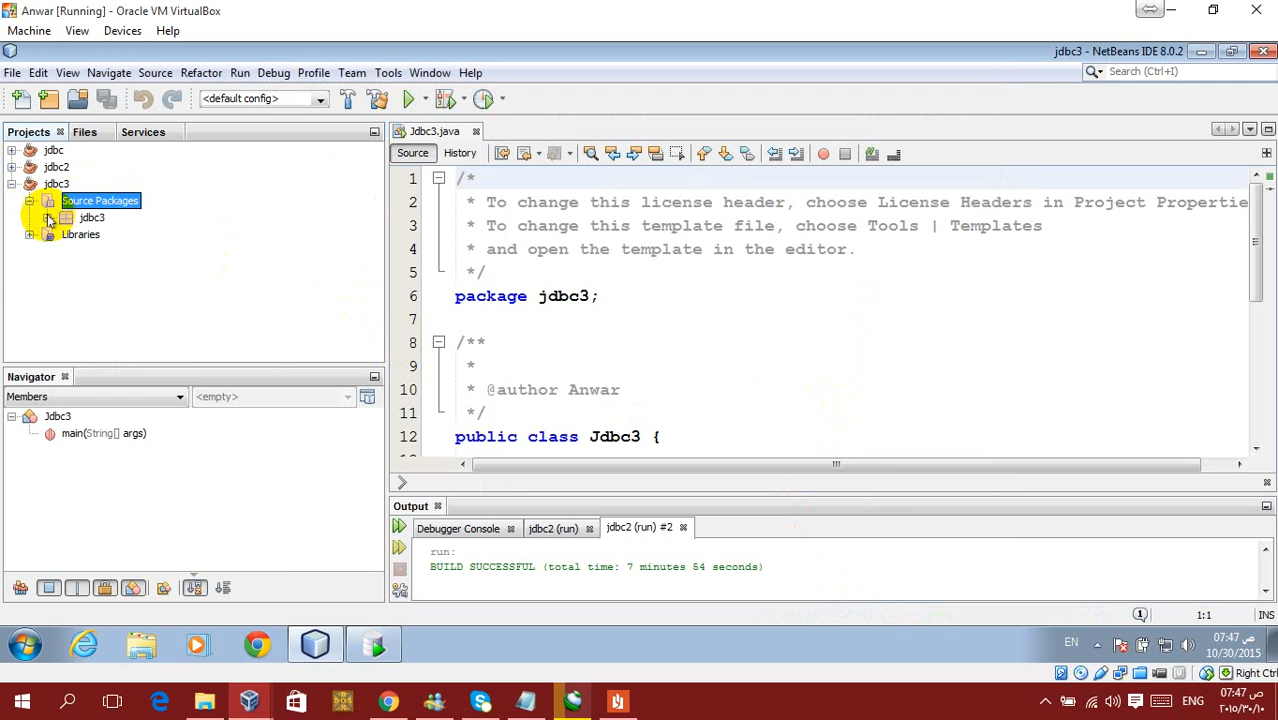 Anwar [Running] - Oracle VM VirtualBox
Machine View Devices Help
jdbc3 - NetBeans IDE 8.0.2
File Edit View Navigate Source Refactor Run Debug Profile Team Tools Window Help
Search (Ctrl+I)
<default config>
Projects Files Services
jdbc
jdbc2
jdbc3
Source Packages
jdbc3
Libraries
Navigator
Members
<empty>
Jdbc3
main(String[] args)
Jdbc3.java
Source History
1 /*
2 * To change this license header, choose License Headers in Project Propertie
3 * To change this template file, choose Tools | Templates
4 * and open the template in the editor.
5 */
6 package jdbc3;
7
8 /**
9 *
10 * @author Anwar
11 */
12 public class Jdbc3 {
Output
Debugger Console jdbc2 (run) jdbc2 (run) #2
run:
BUILD SUCCESSFUL (total time: 7 minutes 54 seconds)
1:1 INS
EN
07:47 ص
10/30/2015
Right Ctrl
ENG
07:47 ص
٢٠١٥/٣٠/١٠